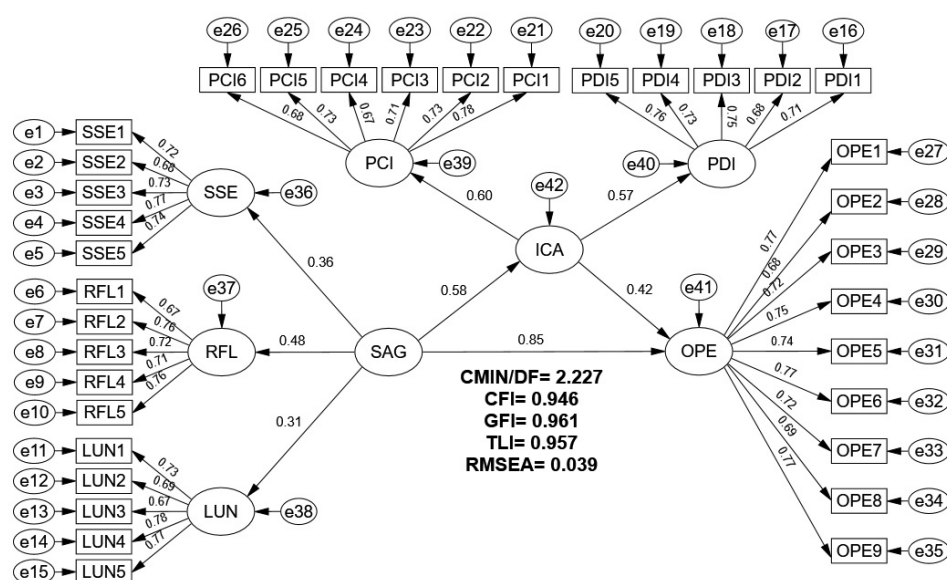 e26 e25 e24 e23 e22 e21 e20 e19 e18 e17 e16
PCI6 PCI5 PCI4 PCI3 PCI2 PCI1 PDI5 PDI4 PDI3 PDI2 PDI1
0.68 0.73 0.67 0.71 0.73 0.78 0.76 0.73 0.75 0.68 0.71
PCI e39 e40 PDI
0.60 e42 0.57
ICA
0.58 0.42
e1 SSE1 0.72
e2 SSE2 0.68
e3 SSE3 0.73 SSE e36
e4 SSE4 0.77
e5 SSE5 0.74
0.36
e6 RFL1 0.67 e37
e7 RFL2 0.76
e8 RFL3 0.72 RFL 0.48 SAG 0.85 OPE e41
e9 RFL4 0.71
e10 RFL5 0.76
0.31
e11 LUN1 0.73
e12 LUN2 0.69
e13 LUN3 0.67 LUN e38
e14 LUN4 0.78
e15 LUN5 0.77
CMIN/DF= 2.227
CFI= 0.946
GFI= 0.961
TLI= 0.957
RMSEA= 0.039
0.77 OPE1 e27
0.68 OPE2 e28
0.72 OPE3 e29
0.75 OPE4 e30
0.74 OPE5 e31
0.77 OPE6 e32
0.72 OPE7 e33
0.69 OPE8 e34
0.77 OPE9 e35